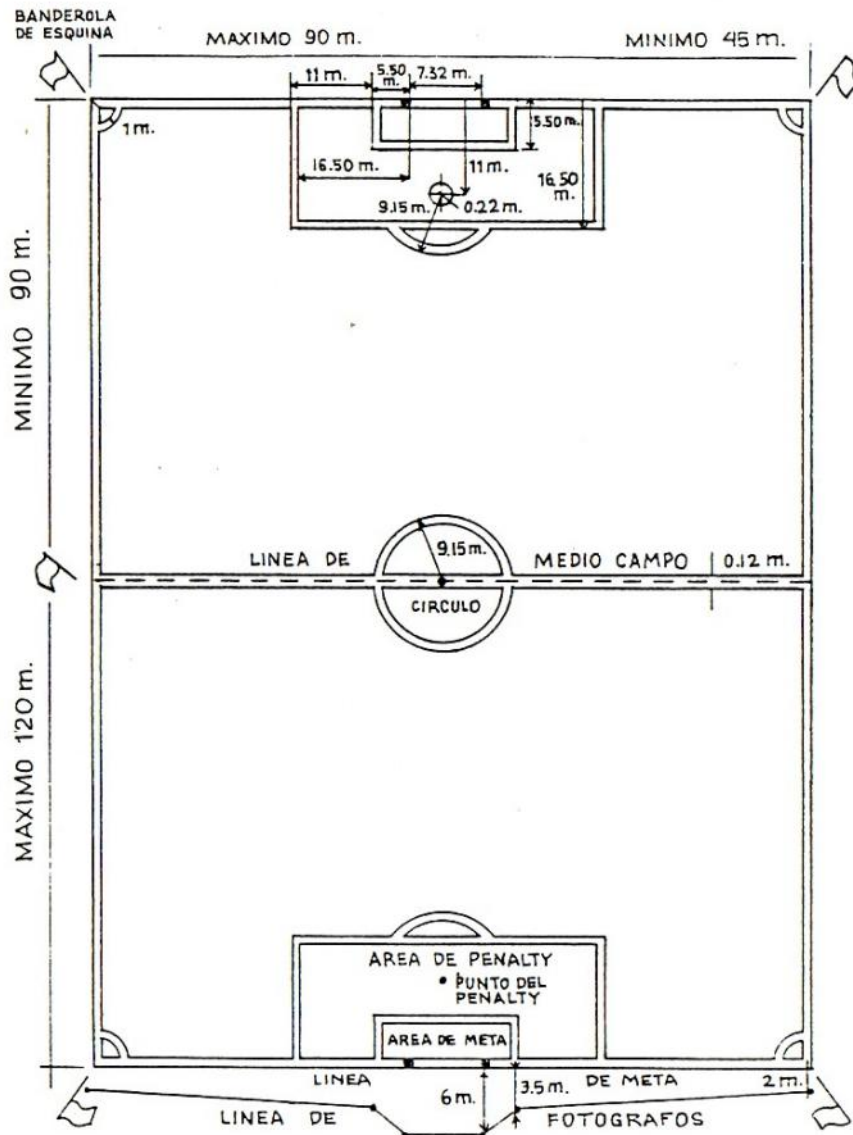 BANDEROLA
DE ESQUINA
MAXIMO 90 m.
MINIMO 45 m.
11 m.
5.50
m.
7.32 m.
1 m.
5.50 m.
16.50 m.
11 m.
16.50
m.
9.15 m.
0.22 m.
MINIMO 90 m.
9.15 m.
LINEA DE
MEDIO CAMPO
0.12 m.
CIRCULO
MAXIMO 120 m.
AREA DE PENALTY
PUNTO DEL
PENALTY
AREA DE META
LINEA
DE META
6 m.
3.5 m.
2 m.
LINEA DE
FOTOGRAFOS